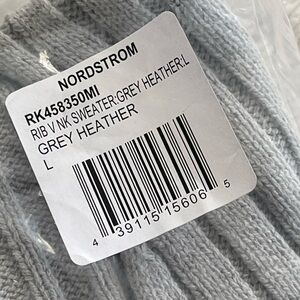 NORDSTROM
RK458350MI
RIB V NK SWEATER:GREY HEATHER:L
GREY HEATHER
L
4 39115 15606 5